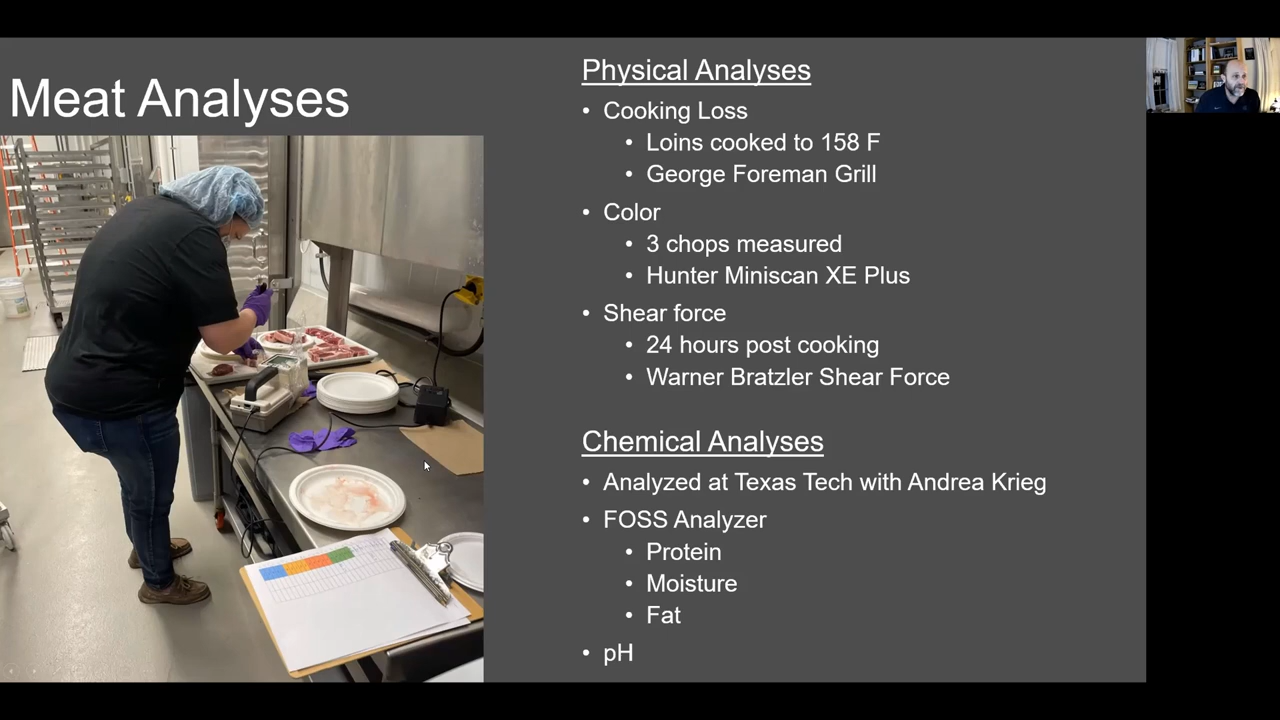 Meat Analyses
Physical Analyses
• Cooking Loss
• Loins cooked to 158 F
• George Foreman Grill
• Color
• 3 chops measured
• Hunter Miniscan XE Plus
• Shear force
• 24 hours post cooking
• Warner Bratzler Shear Force
Chemical Analyses
• Analyzed at Texas Tech with Andrea Krieg
• FOSS Analyzer
• Protein
• Moisture
• Fat
• pH